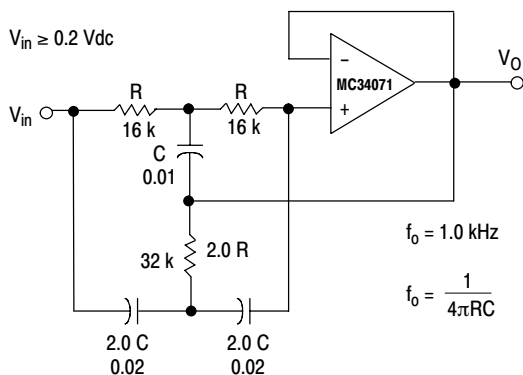 V_in ≥ 0.2 Vdc
V_in
R
16 k
R
16 k
−
+
MC34071
V_O
C
0.01
32 k
2.0 R
2.0 C
0.02
2.0 C
0.02
f_o = 1.0 kHz
f_o = 1 / 4πRC